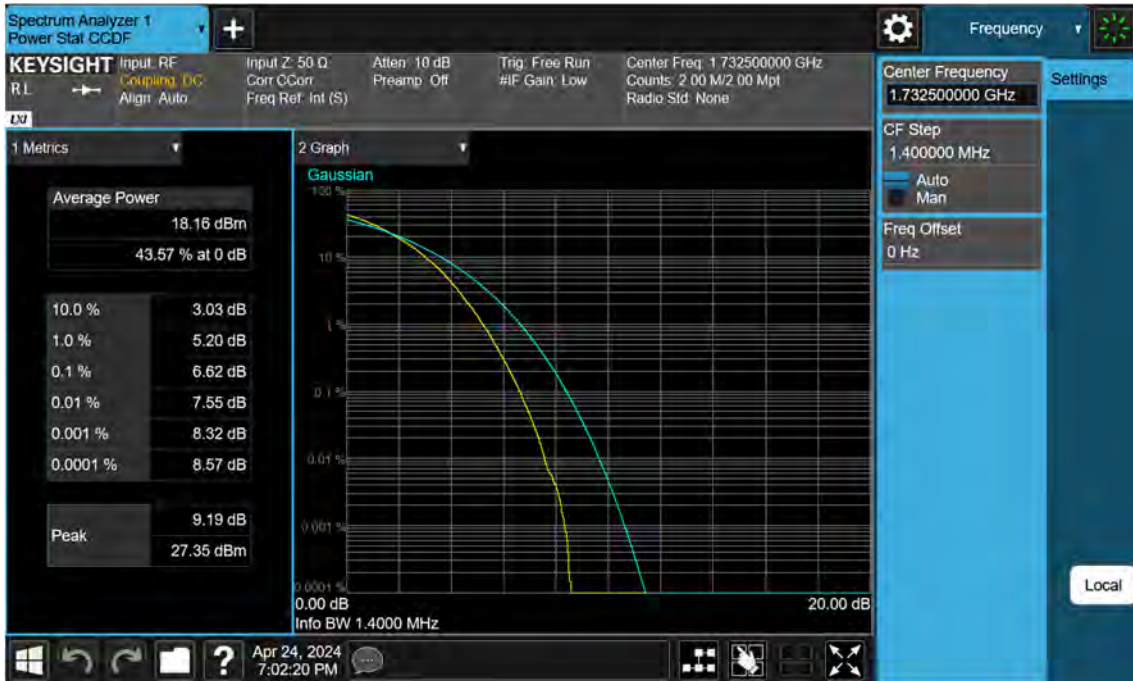 Spectrum Analyzer 1
Power Stat CCDF
+
Frequency
KEYSIGHT
RL
LXI
Input: RF
Coupling: DC
Align: Auto
Input Z: 50 Ω
Corr CCorr
Freq Ref: Int (S)
Atten: 10 dB
Preamp: Off
Trig: Free Run
#IF Gain: Low
Center Freq: 1.732500000 GHz
Counts: 2.00 M/2.00 Mpt
Radio Std: None
Center Frequency
1.732500000 GHz
Settings
CF Step
1.400000 MHz
Auto
Man
Freq Offset
0 Hz
Local
1 Metrics
Average Power
18.16 dBm
43.57 % at 0 dB
10.0 % 3.03 dB
1.0 % 5.20 dB
0.1 % 6.62 dB
0.01 % 7.55 dB
0.001 % 8.32 dB
0.0001 % 8.57 dB
Peak
9.19 dB
27.35 dBm
2 Graph
Gaussian
100 %
10 %
1 %
0.1 %
0.01 %
0.001 %
0.0001 %
0.00 dB 20.00 dB
Info BW 1.4000 MHz
?
Apr 24, 2024
7:02:20 PM